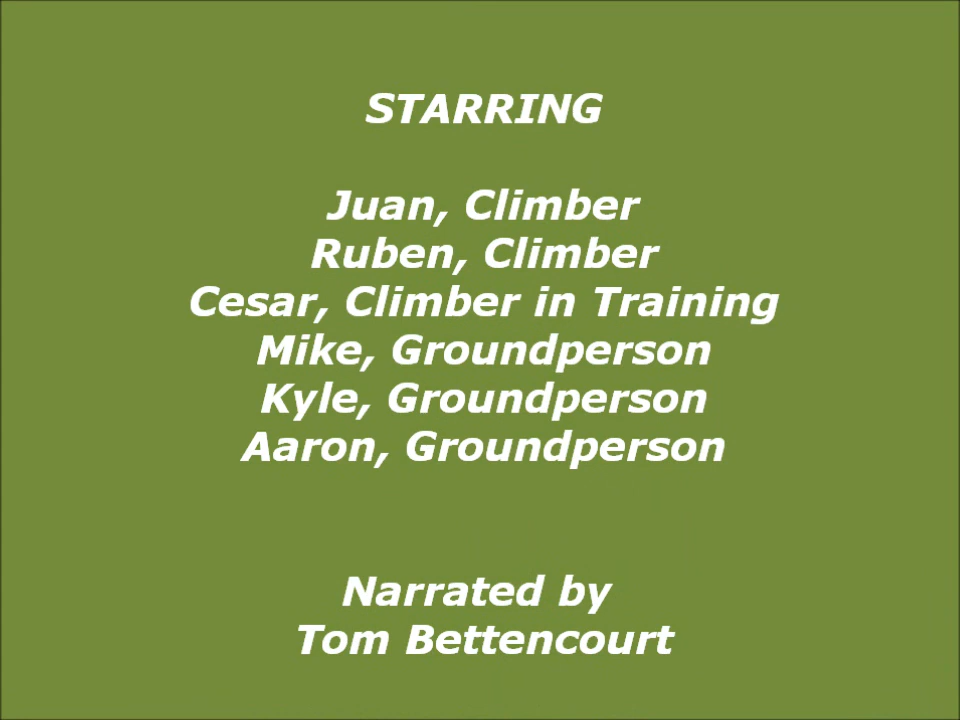 STARRING
Juan, Climber
Ruben, Climber
Cesar, Climber in Training
Mike, Groundperson
Kyle, Groundperson
Aaron, Groundperson
Narrated by
Tom Bettencourt